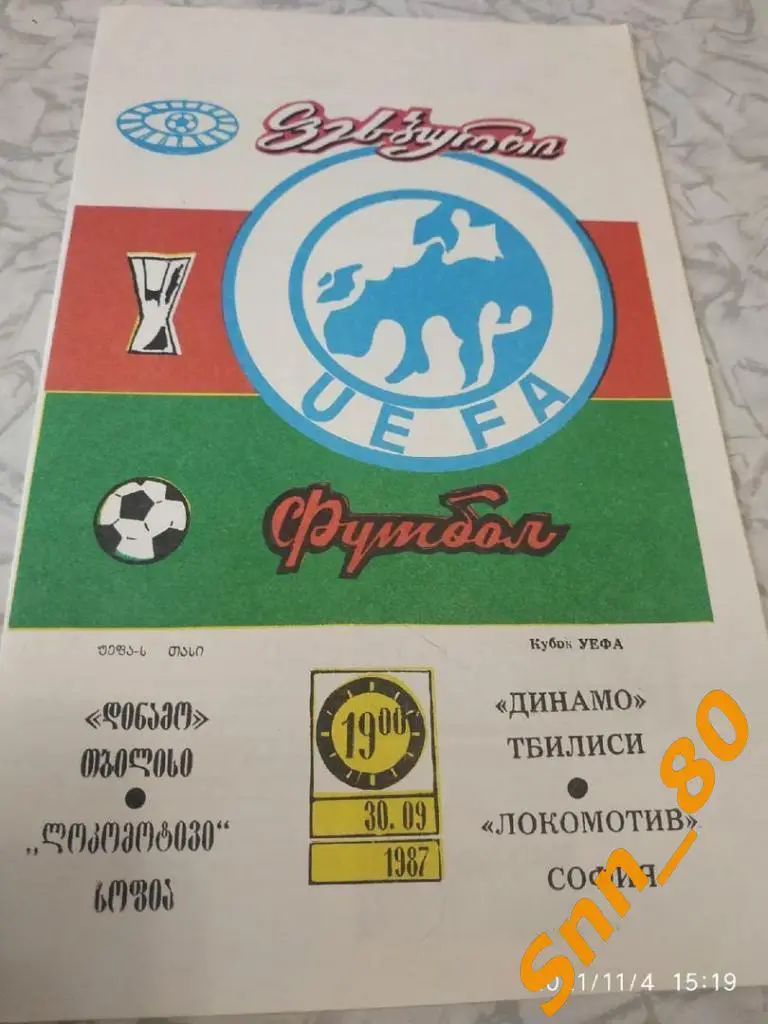 ფეხბურთი
UEFA
Футбол
უეფა-ს თასი
«დინამო»
თბილისი
„ლოკომოტივი“
სოფია
19⁰⁰
30.09
1987
Кубок УЕФА
«ДИНАМО»
ТБИЛИСИ
«ЛОКОМОТИВ»
СОФИЯ
Snn_80
1/11/4 15:19